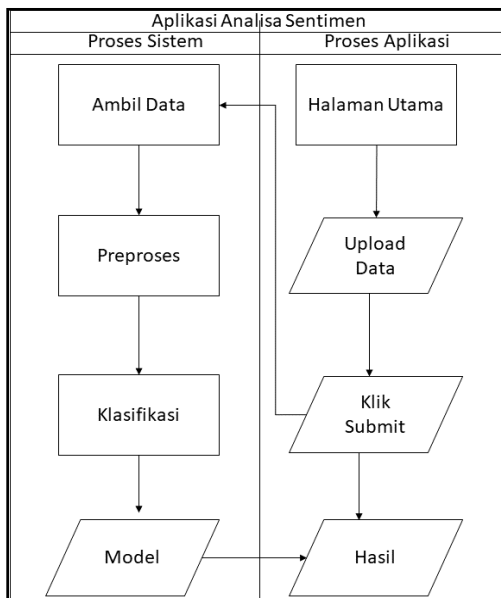 Aplikasi Analisa Sentimen
Proses Sistem
Proses Aplikasi
Ambil Data
Halaman Utama
Preproses
Upload
Data
Klasifikasi
Klik
Submit
Model
Hasil